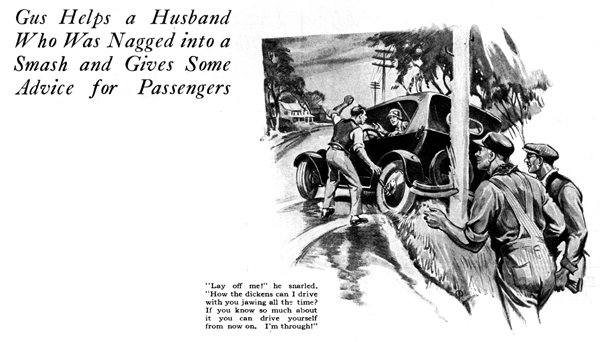 Gus Helps a Husband
Who Was Nagged into a
Smash and Gives Some
Advice for Passengers
"Lay off me!" he snarled.
"How the dickens can I drive
with you jawing all the time?
If you know so much about
it you can drive yourself
from now on. I'm through!"